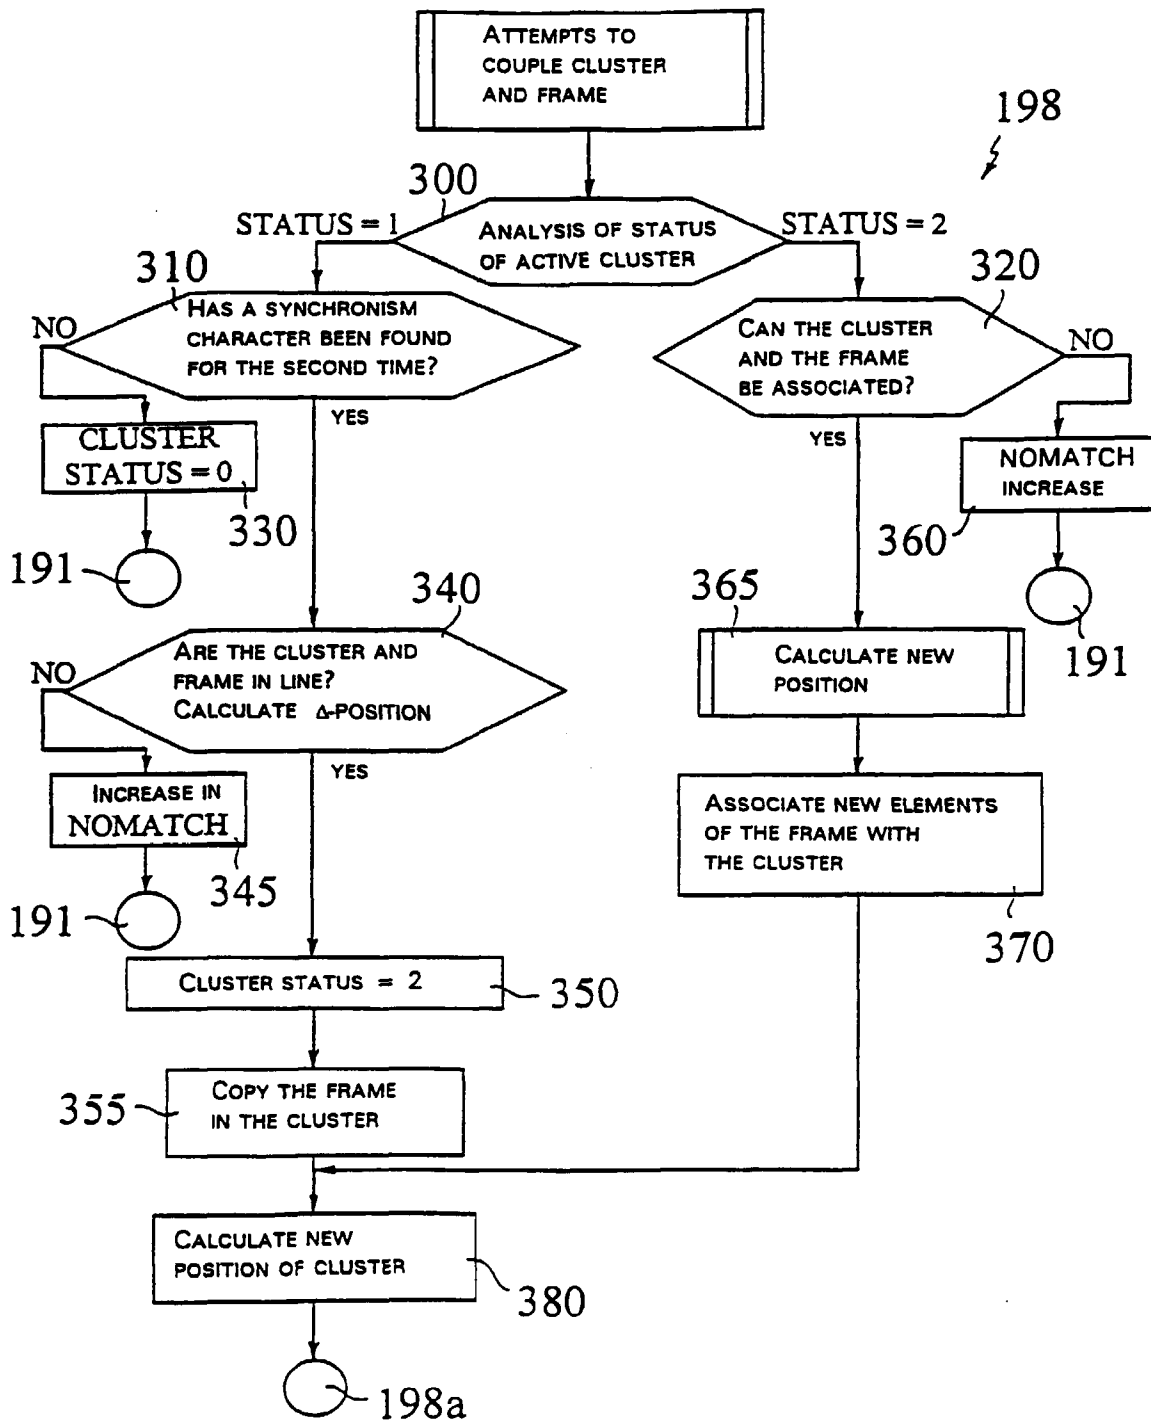 ATTEMPTS TO
COUPLE CLUSTER
AND FRAME
198
300
STATUS = 1
ANALYSIS OF STATUS
OF ACTIVE CLUSTER
STATUS = 2
310
HAS A SYNCHRONISM
CHARACTER BEEN FOUND
FOR THE SECOND TIME?
NO
YES
320
CAN THE CLUSTER
AND THE FRAME
BE ASSOCIATED?
NO
YES
CLUSTER
STATUS = 0
330
191
NOMATCH
INCREASE
360
191
340
ARE THE CLUSTER AND
FRAME IN LINE?
CALCULATE Δ-POSITION
NO
YES
365
CALCULATE NEW
POSITION
INCREASE IN
NOMATCH
345
191
ASSOCIATE NEW ELEMENTS
OF THE FRAME WITH
THE CLUSTER
370
CLUSTER STATUS = 2
350
COPY THE FRAME
IN THE CLUSTER
355
CALCULATE NEW
POSITION OF CLUSTER
380
198a